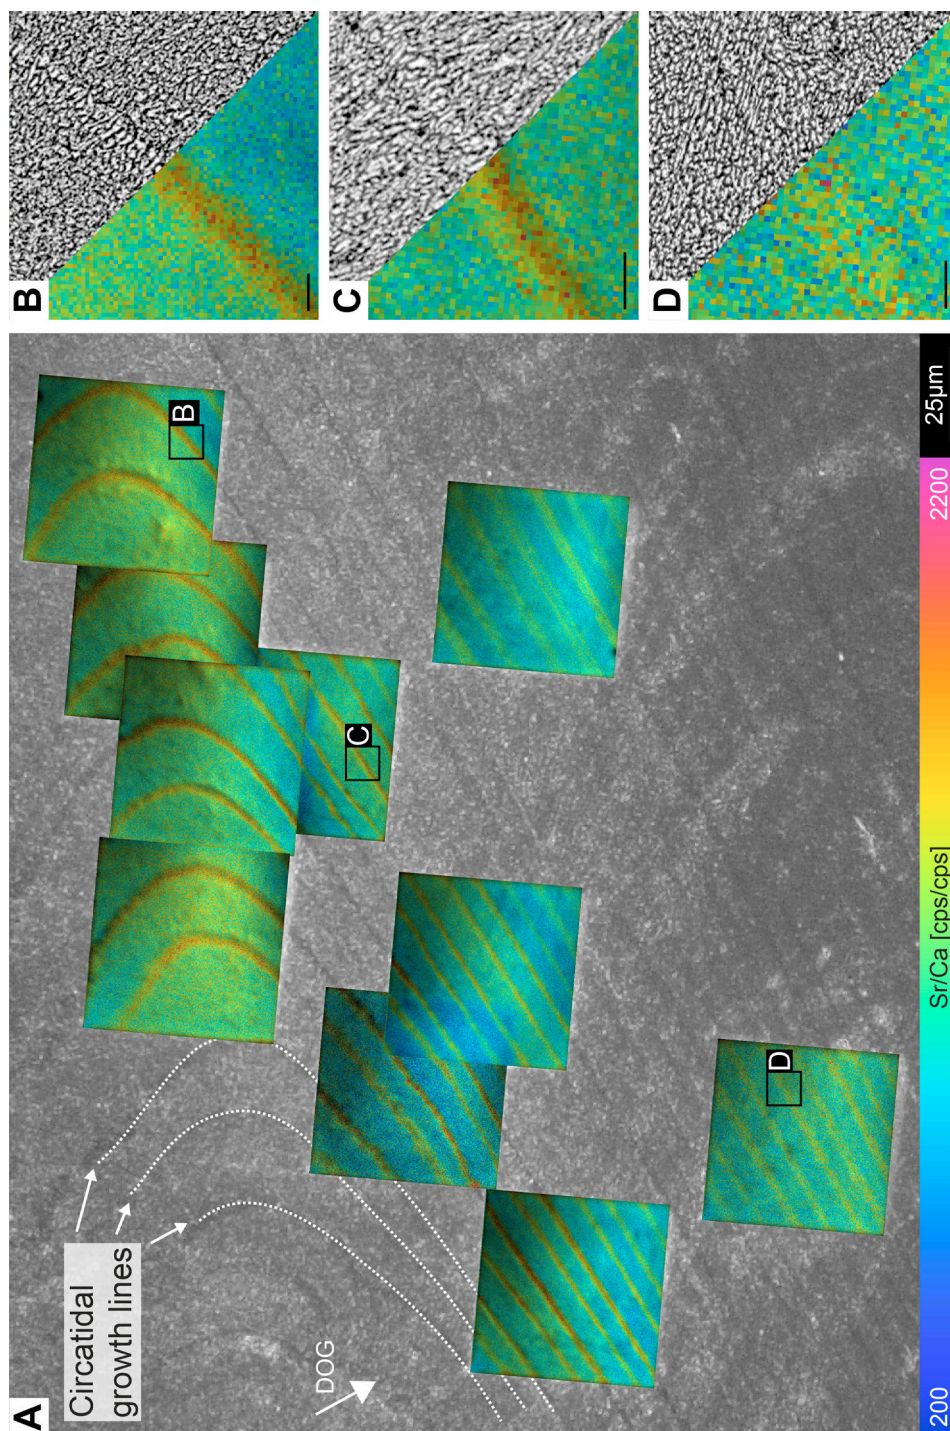 A
Circatidal
growth lines
DOG
B
C
D
200
Sr/Ca [cps/cps]
2200
25µm
B
C
D